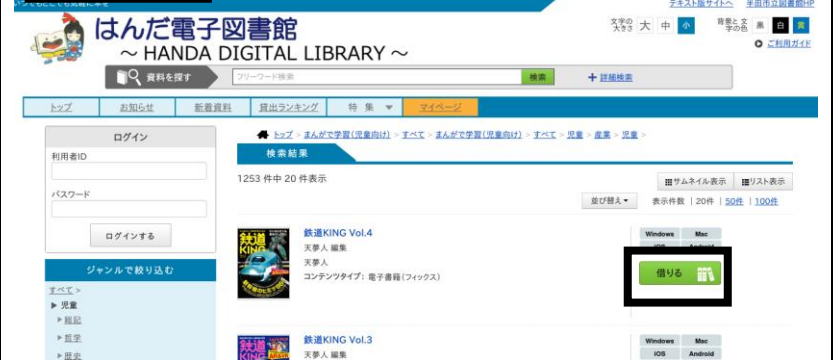 テキスト版サイトへ 半田市立図書館HP
はんだ電子図書館
～ HANDA DIGITAL LIBRARY ～
文字の大きさ 大 中 小
背景と文字の色 黒 白 黄
ご利用ガイド
資料を探す フリーワード検索 検索 + 詳細検索
トップ お知らせ 新着資料 貸出ランキング 特 集 ▼ マイページ
ログイン
利用者ID
パスワード
ログインする
ジャンルで絞り込む
すべて >
▶ 児童
▶ 総記
▶ 哲学
▶ 歴史
トップ > まんがで学習(児童向け) > すべて > まんがで学習(児童向け) > すべて > 児童 > 産業 > 児童 >
検索結果
1253 件中 20 件表示
サムネイル表示 リスト表示
並び替え▼ 表示件数 | 20件 | 50件 | 100件
鉄道KING Vol.4
天夢人 編集
天夢人
コンテンツタイプ: 電子書籍(フィックス)
Windows Mac
iOS Android
借りる
鉄道KING Vol.3
天夢人 編集
Windows Mac
iOS Android